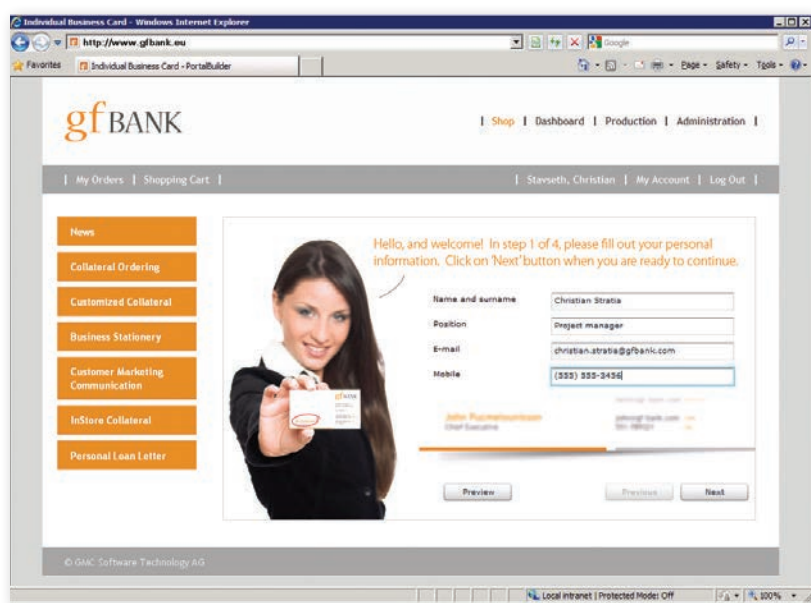 Individual Business Card - Windows Internet Explorer
http://www.gfbank.eu
Google
Favorites
Individual Business Card - PortalBuilder
Page Safety Tools
gf BANK
| Shop | Dashboard | Production | Administration |
| My Orders | Shopping Cart |
| Stavseth, Christian | My Account | Log Out |
News
Collateral Ordering
Customized Collateral
Business Stationery
Customer Marketing
Communication
InStore Collateral
Personal Loan Letter
Hello, and welcome! In step 1 of 4, please fill out your personal
information. Click on 'Next' button when you are ready to continue.
Name and surname Christian Stratia
Position Project manager
E-mail christian.stratia@gfbank.com
Mobile (555) 555-3456
gf BANK
Chief Executive
Preview Previous Next
© GMC Software Technology AG
Local intranet | Protected Mode: Off
100%